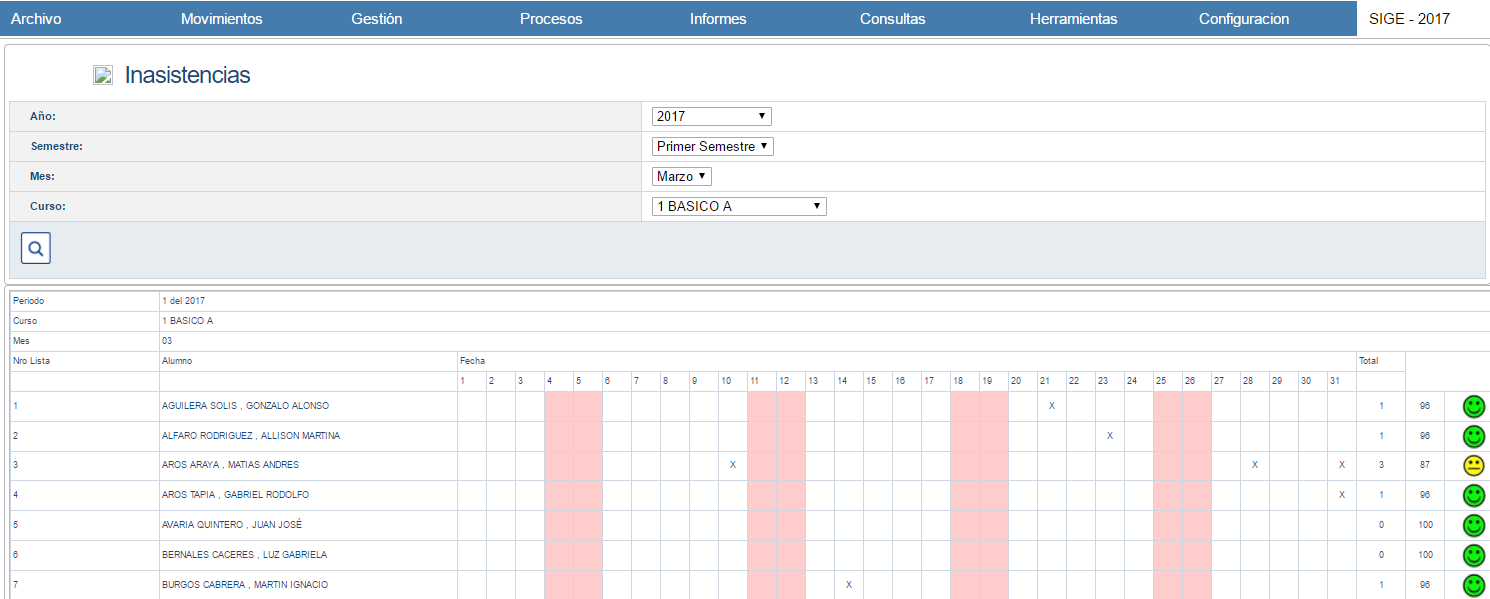 Archivo Movimientos Gestión Procesos Informes Consultas Herramientas Configuracion SIGE - 2017
Inasistencias
Año: 2017
Semestre: Primer Semestre
Mes: Marzo
Curso: 1 BASICO A
Periodo 1 del 2017
Curso 1 BASICO A
Mes 03
Nro Lista Alumno Fecha Total
1 2 3 4 5 6 7 8 9 10 11 12 13 14 15 16 17 18 19 20 21 22 23 24 25 26 27 28 29 30 31
1 AGUILERA SOLIS , GONZALO ALONSO X 1 96
2 ALFARO RODRIGUEZ , ALLISON MARTINA X 1 96
3 AROS ARAYA , MATIAS ANDRES X X X 3 87
4 AROS TAPIA , GABRIEL RODOLFO X 1 96
5 AVARIA QUINTERO , JUAN JOSÉ 0 100
6 BERNALES CACERES , LUZ GABRIELA 0 100
7 BURGOS CABRERA , MARTIN IGNACIO X 1 96